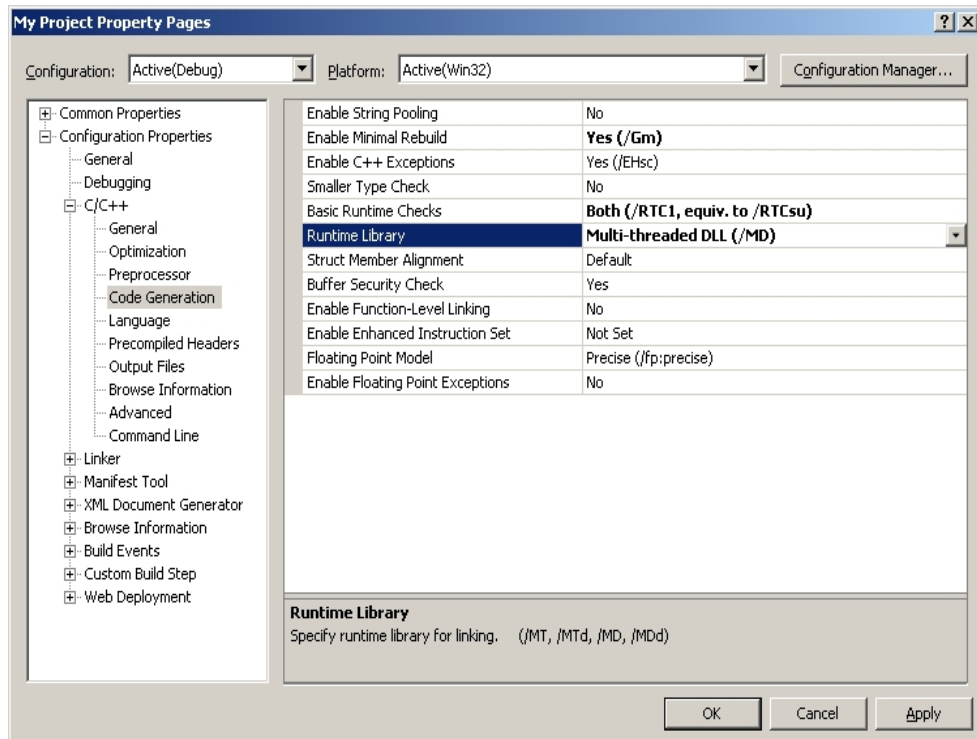 My Project Property Pages
Configuration: Active(Debug) Platform: Active(Win32) Configuration Manager...
Common Properties
Configuration Properties
General
Debugging
C/C++
General
Optimization
Preprocessor
Code Generation
Language
Precompiled Headers
Output Files
Browse Information
Advanced
Command Line
Linker
Manifest Tool
XML Document Generator
Browse Information
Build Events
Custom Build Step
Web Deployment
Enable String Pooling No
Enable Minimal Rebuild Yes (/Gm)
Enable C++ Exceptions Yes (/EHsc)
Smaller Type Check No
Basic Runtime Checks Both (/RTC1, equiv. to /RTCsu)
Runtime Library Multi-threaded DLL (/MD)
Struct Member Alignment Default
Buffer Security Check Yes
Enable Function-Level Linking No
Enable Enhanced Instruction Set Not Set
Floating Point Model Precise (/fp:precise)
Enable Floating Point Exceptions No
Runtime Library
Specify runtime library for linking. (/MT, /MTd, /MD, /MDd)
OK Cancel Apply